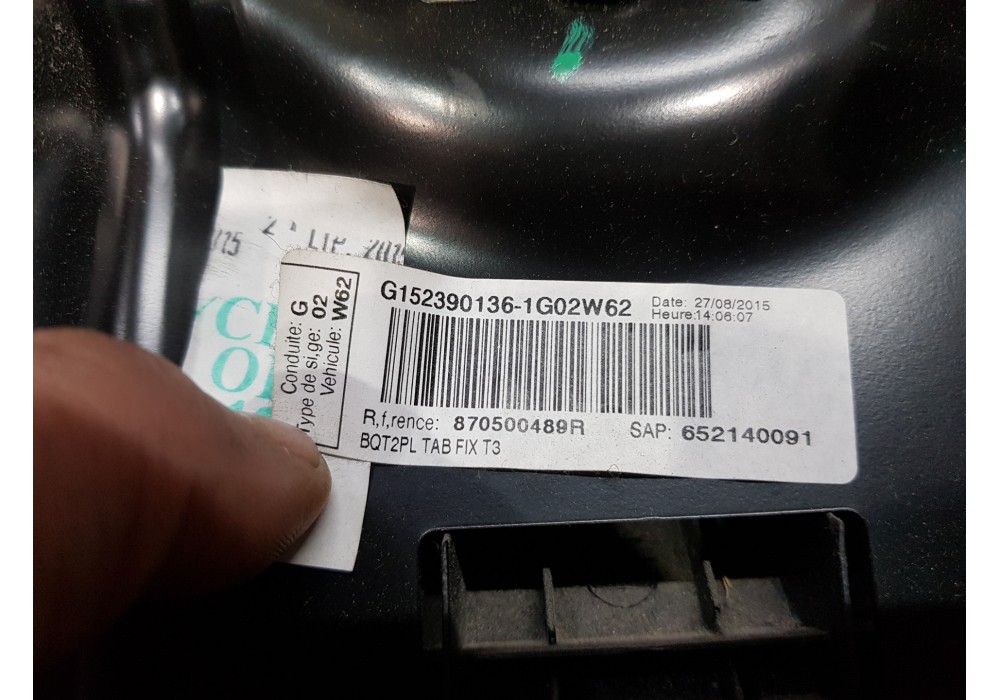 G152390136-1G02W62
Date: 27/08/2015
Heure:14:06:07
Conduite: G
Type de si,ge: 02
Vehicule: W62
R,f,rence: 870500489R
SAP: 652140091
BQT2PL TAB FIX T3